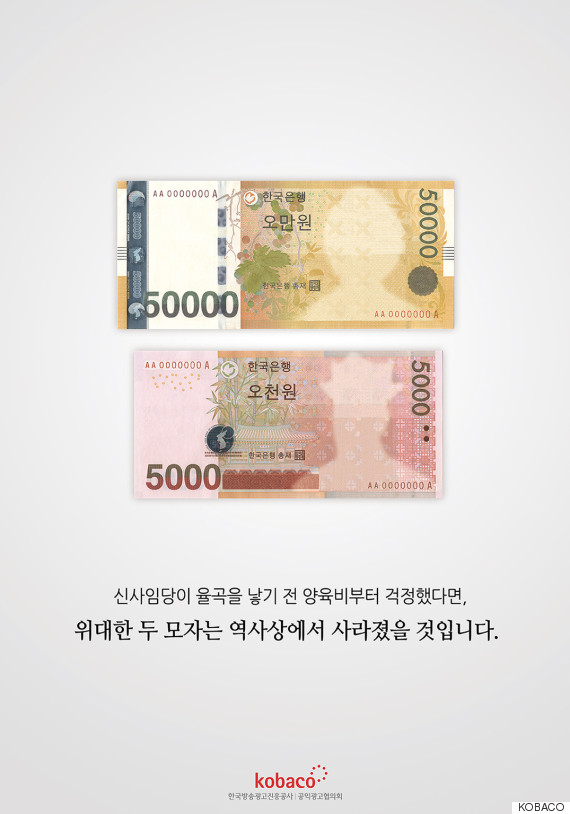 AA 0000000 A
한국은행
오만원
50000
한국은행 총재
50000
AA 0000000 A
AA 0000000 A
한국은행
오천원
5000
한국은행 총재
5000
AA 0000000 A
신사임당이 율곡을 낳기 전 양육비부터 걱정했다면,
위대한 두 모자는 역사상에서 사라졌을 것입니다.
kobaco
한국방송광고진흥공사 | 공익광고협의회
KOBACO